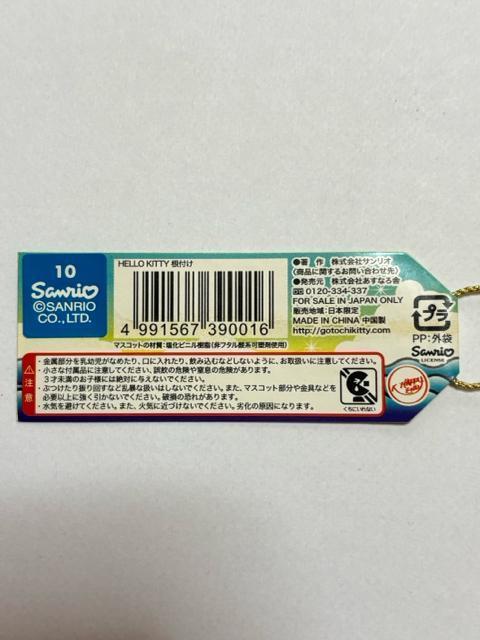 10
Sanrio
©SANRIO
CO.,LTD.
HELLO KITTY 根付け
4 991567 390016
マスコットの材質：塩化ビニル樹脂（非フタル酸系可塑剤使用）
●著 作 株式会社サンリオ
〈商品に関するお問い合わせ先〉
●発売元 株式会社あすなろ舎
0120-334-337
FOR SALE IN JAPAN ONLY
販売地域：日本限定
MADE IN CHINA 中国製
http://gotochikitty.com
プラ
PP：外袋
Sanrio
LICENSE
注意
・金属部分を乳幼児がなめたり、口に入れたり、飲み込むなどしないように、お取扱いに注意してください。
小さな付属品に注意してください。誤飲の危険や窒息の危険があります。
3才未満のお子様には絶対に与えないでください。
・ぶつけたり振り回すなど乱暴な扱いはしないでください。また、マスコット部分や金具などを
必要以上に強く引かないでください。破損の恐れがあります。
・水気を避けてください。また、火気に近づけないでください。劣化の原因になります。
くちにいれない